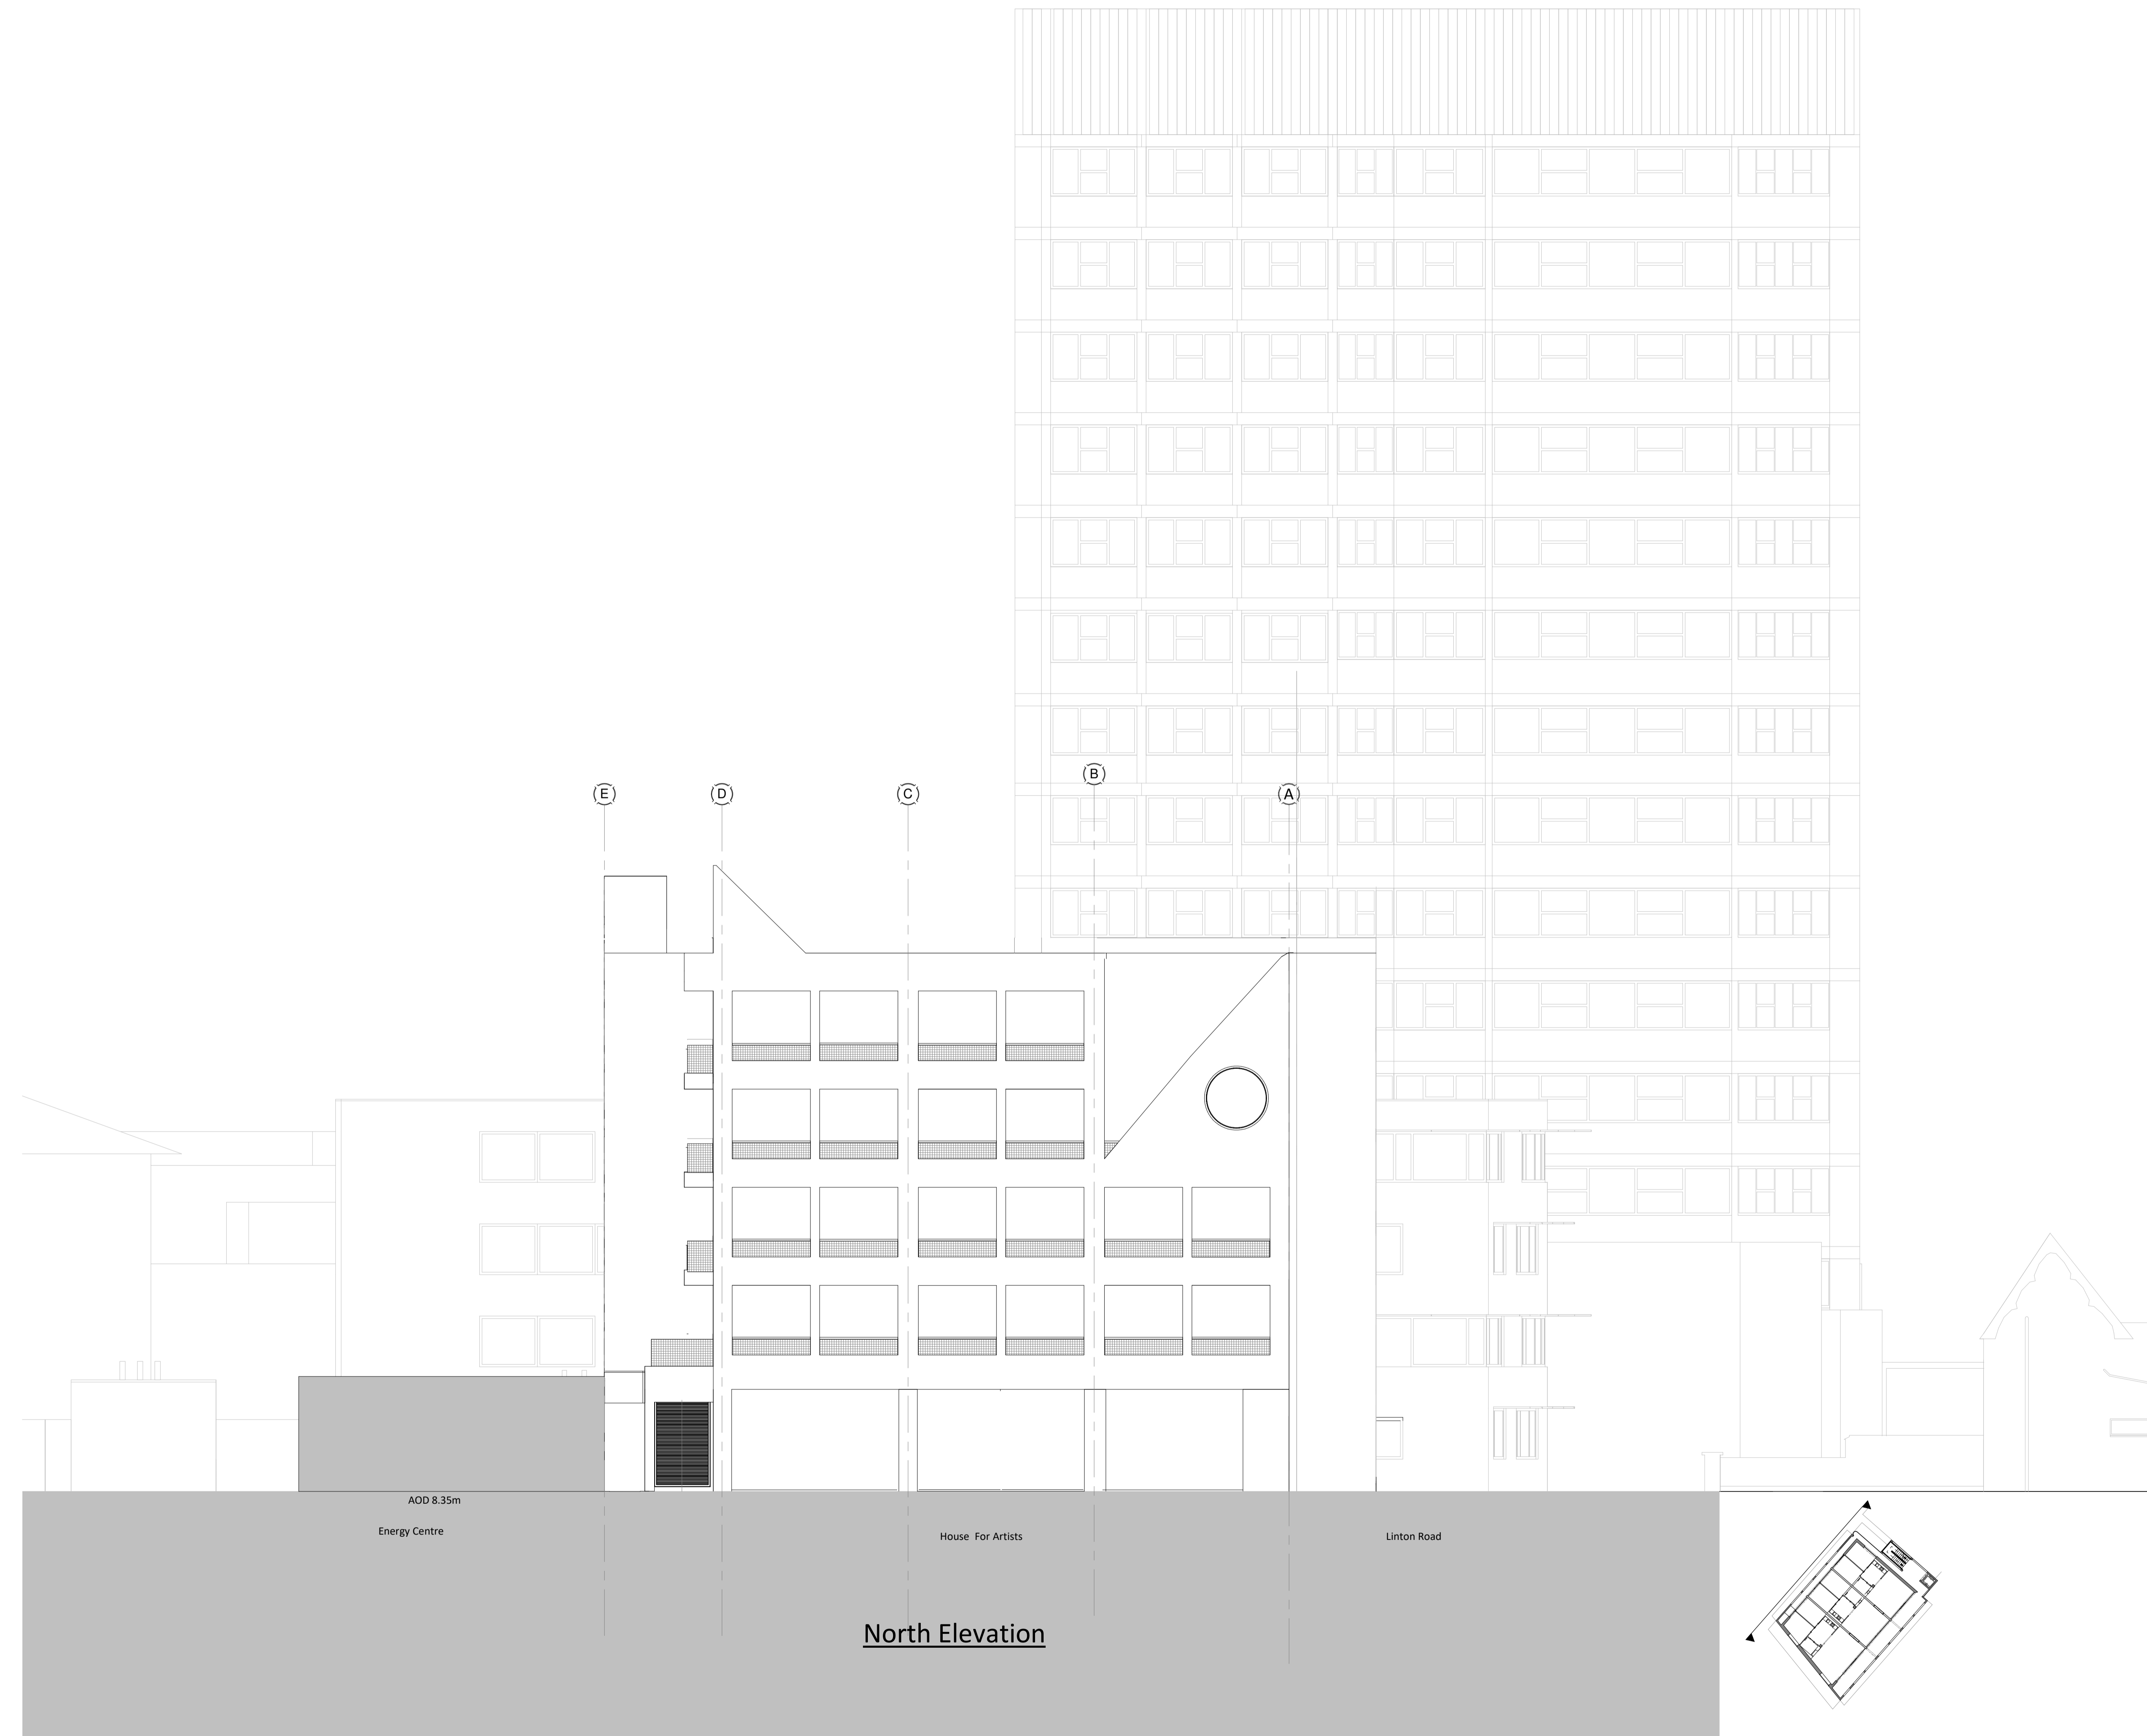 E
D
C
B
A
AOD 8.35m
Energy Centre
House For Artists
Linton Road
North Elevation